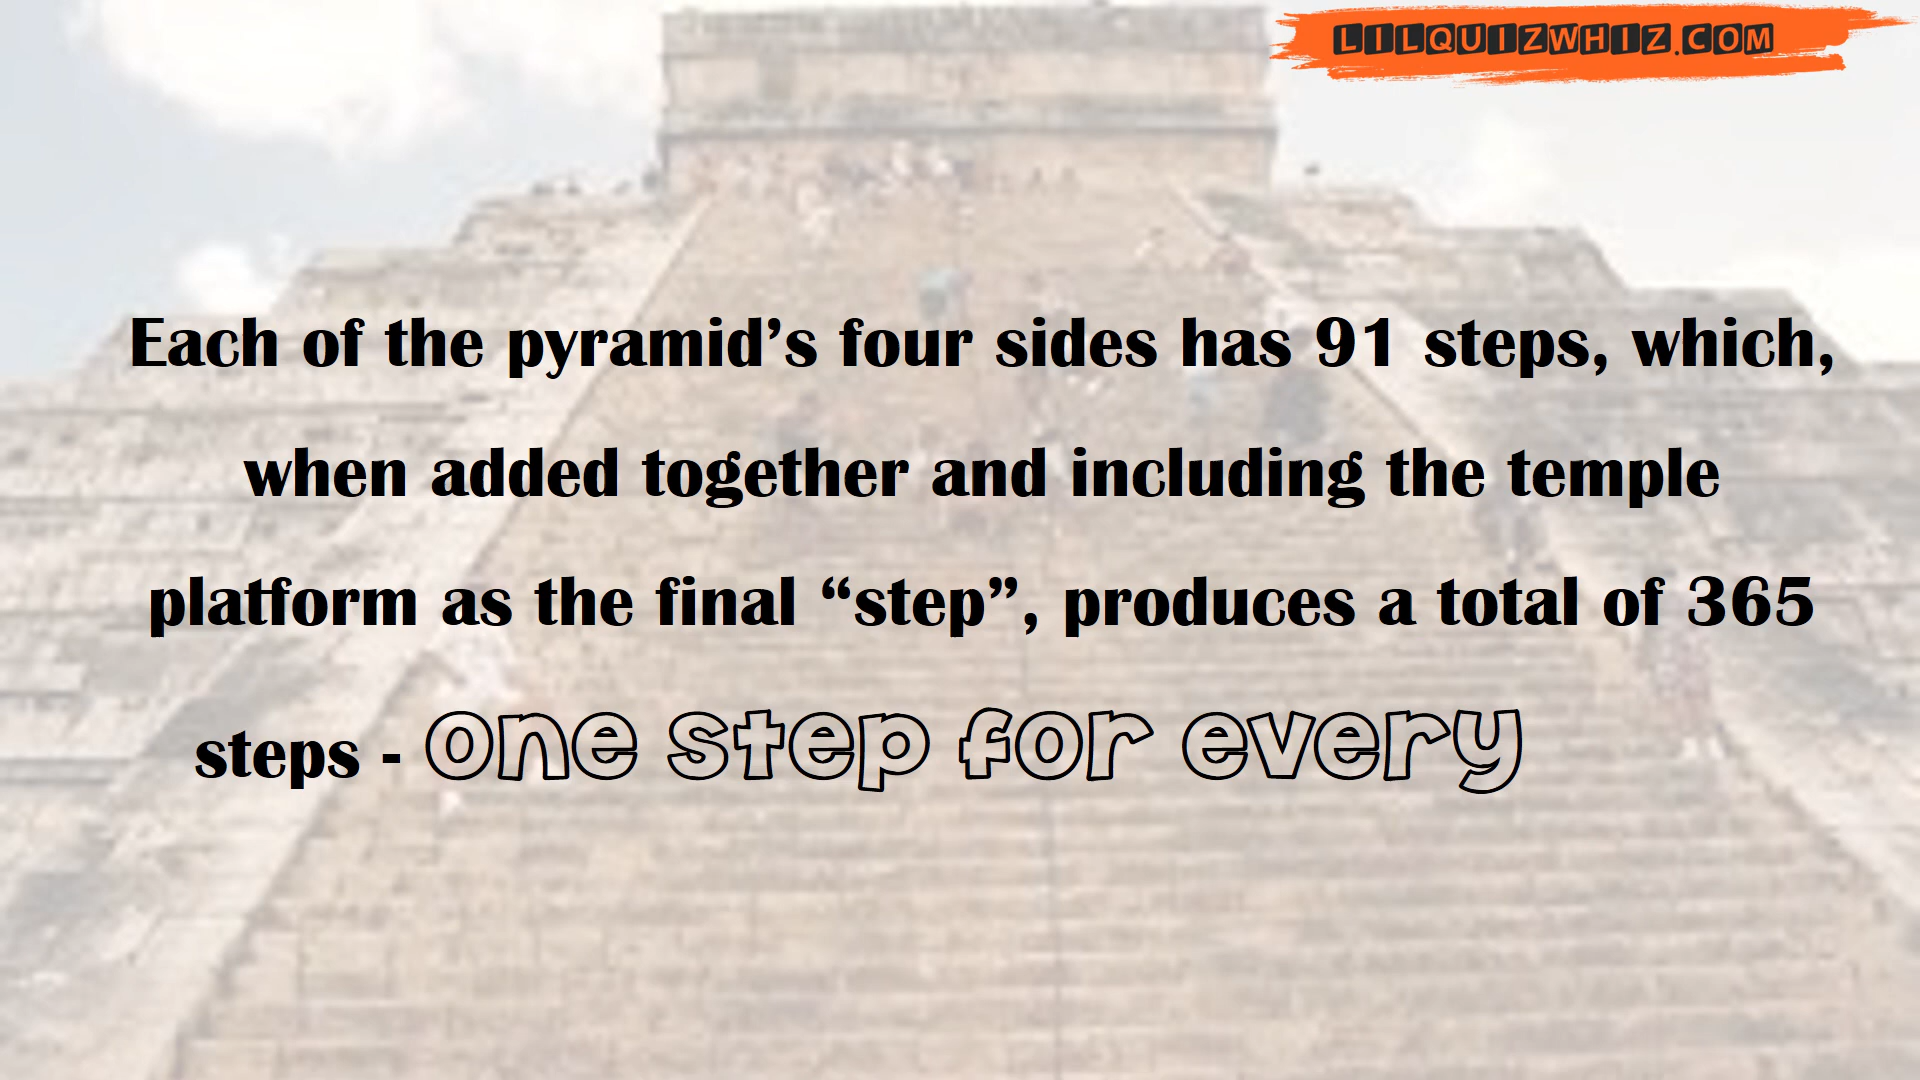 LILQUIZWHIZ.COM
Each of the pyramid’s four sides has 91 steps, which,
when added together and including the temple
platform as the final “step”, produces a total of 365
steps - one step for every